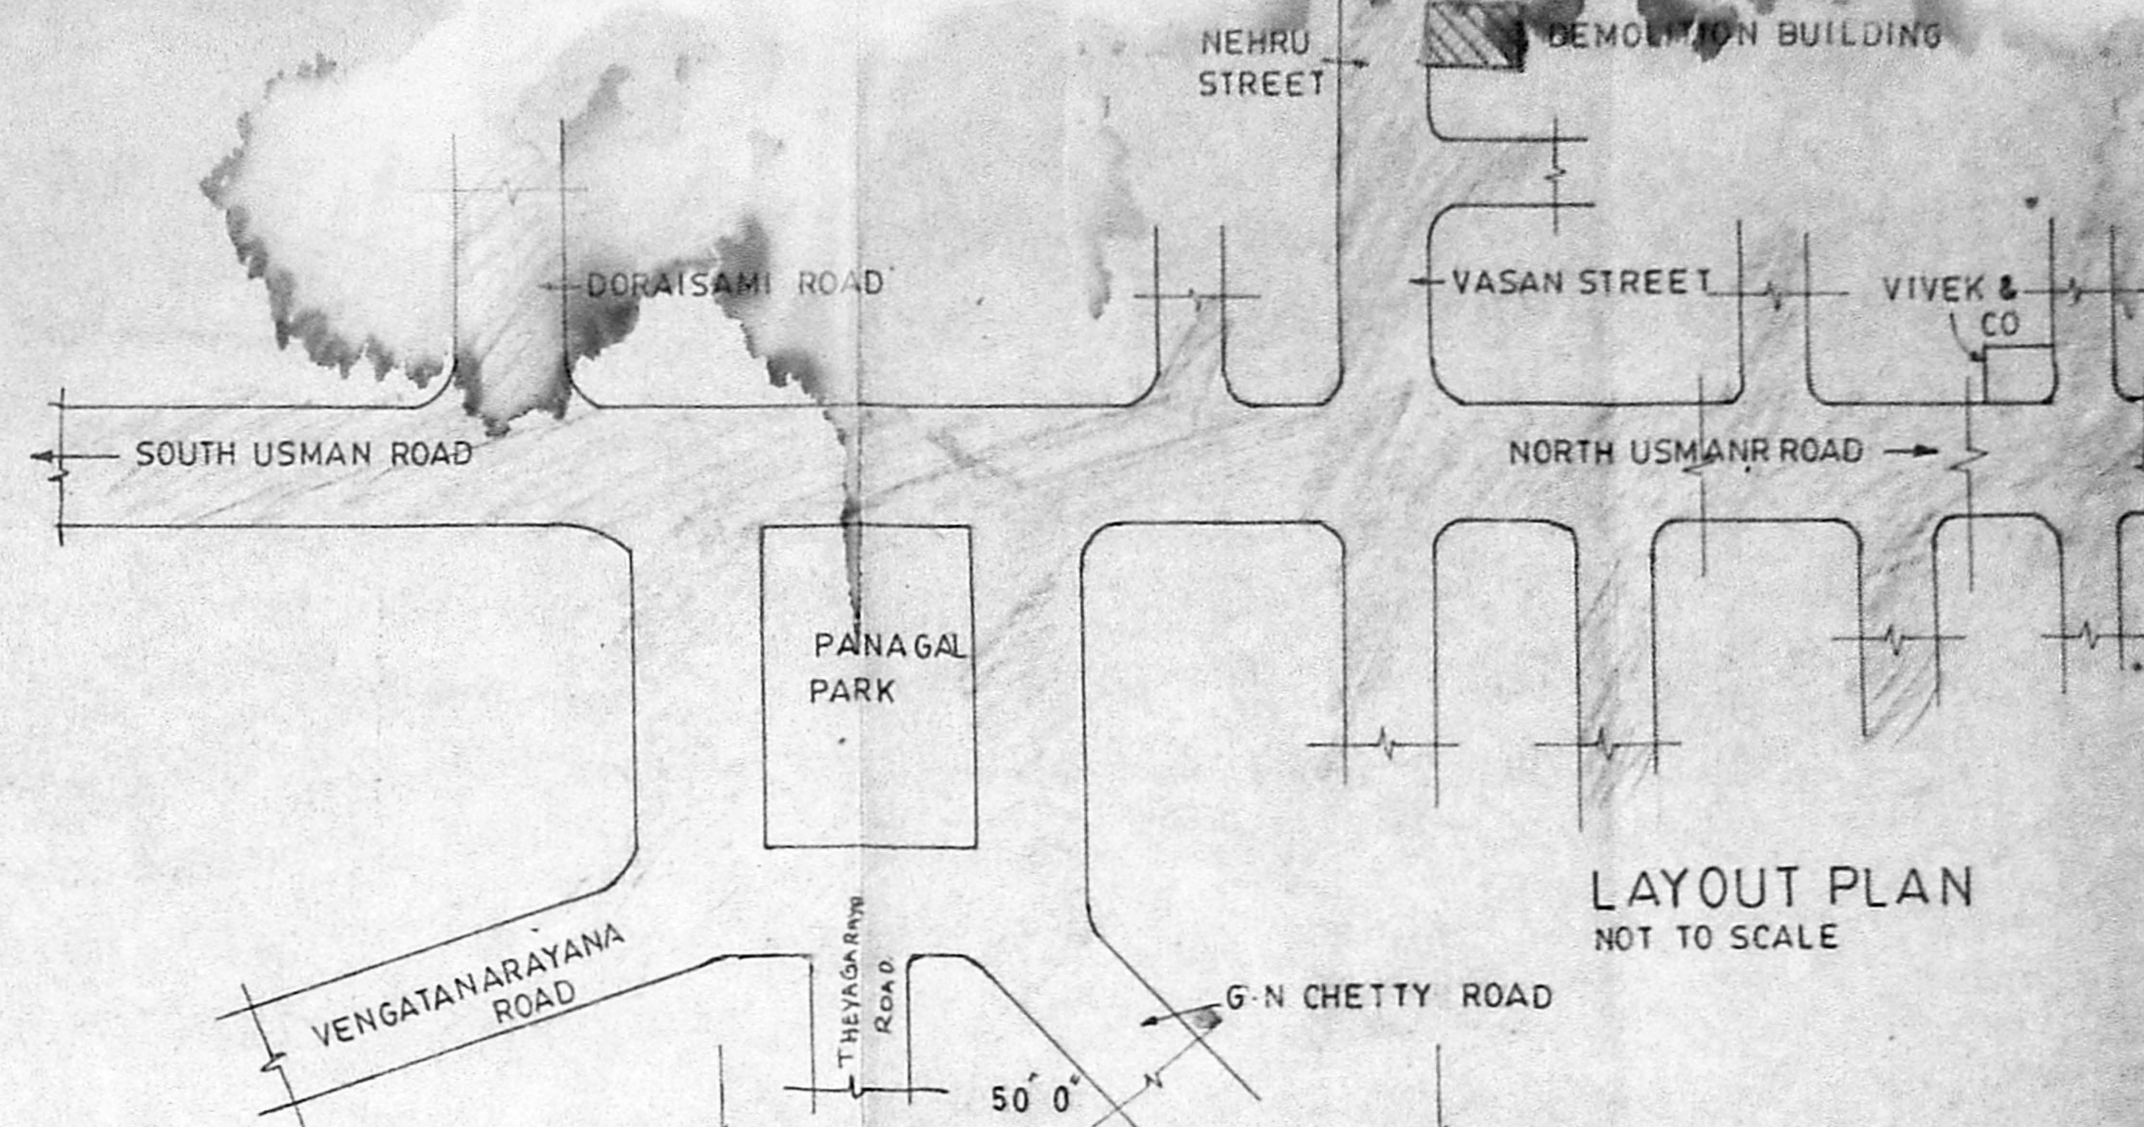 NEHRU
STREET
DEMOLITION BUILDING
DORAISAMI ROAD
VASAN STREET
VIVEK &
CO
SOUTH USMAN ROAD
NORTH USMANR ROAD
PANAGAL
PARK
LAYOUT PLAN
NOT TO SCALE
VENGATANARAYANA
ROAD
THEYAGARAYA
ROAD.
G.N CHETTY ROAD
50' 0"
N